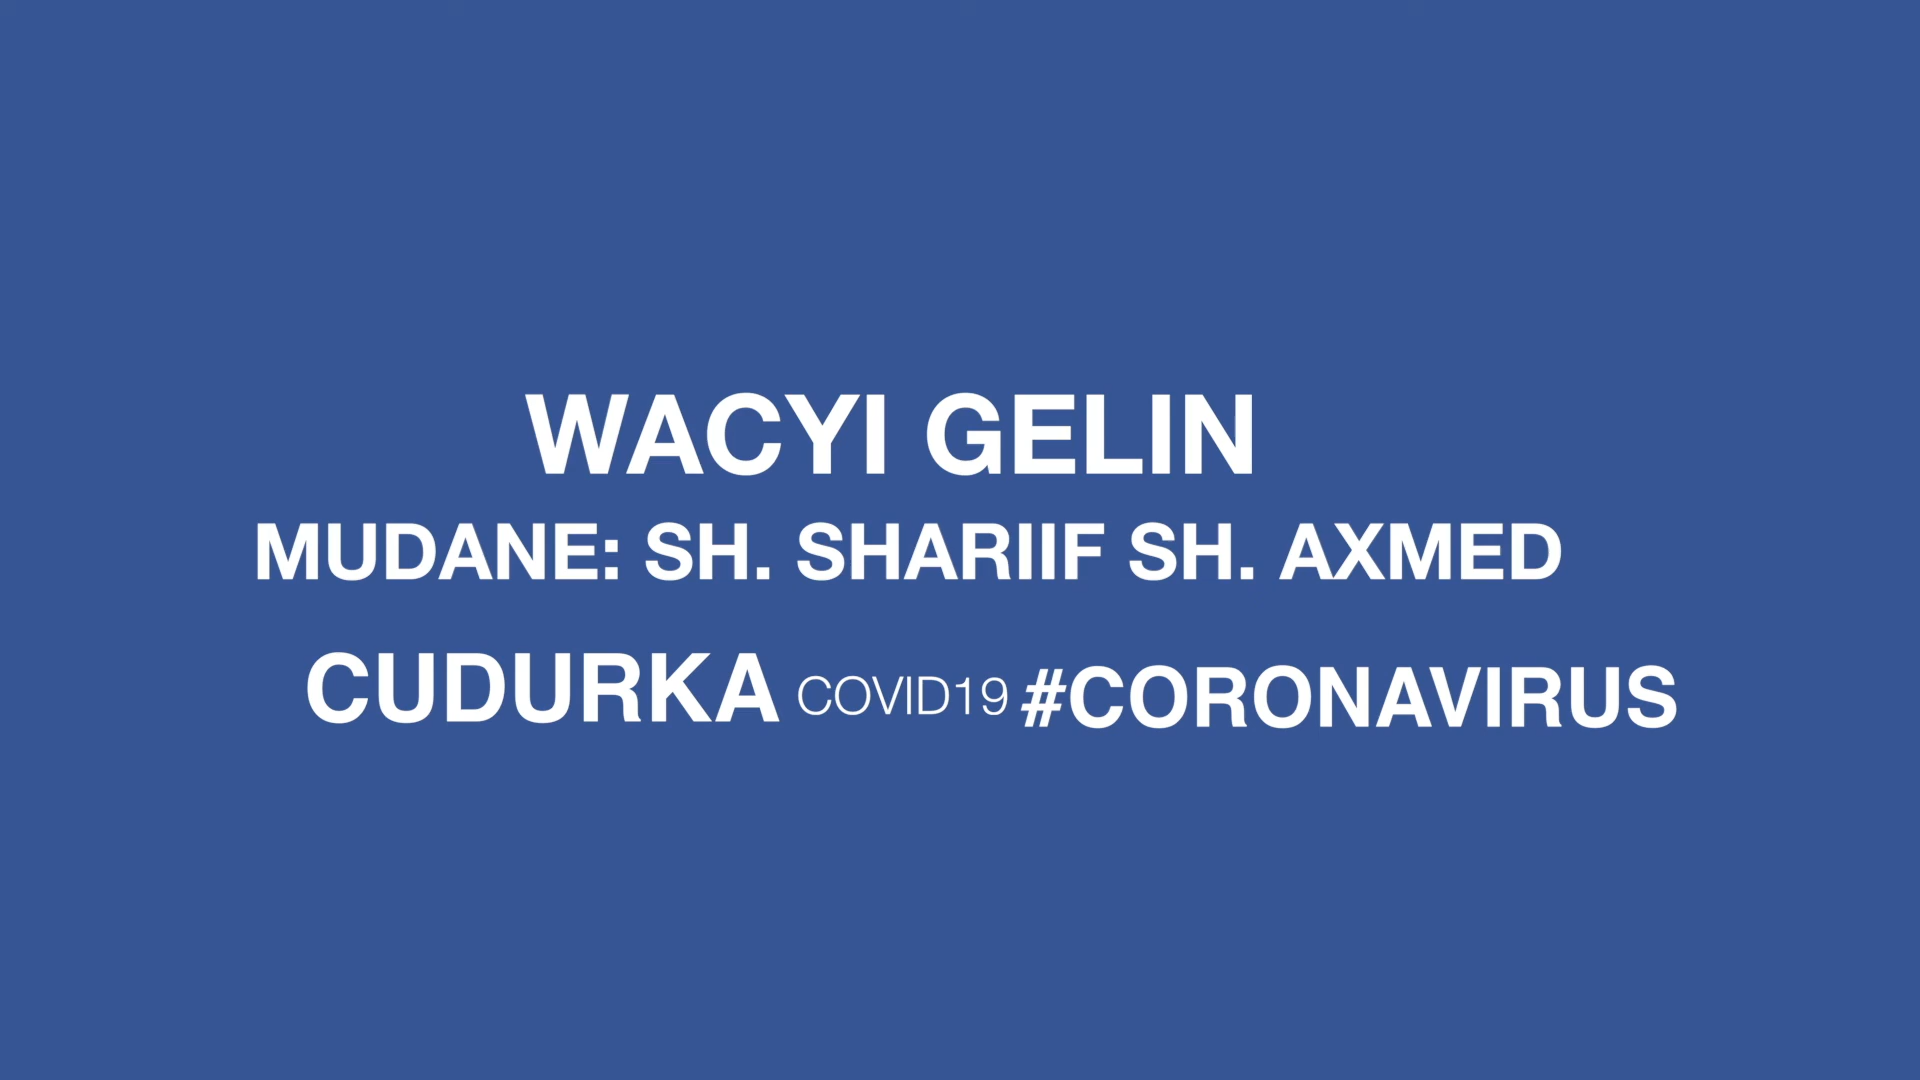 WACYI GELIN
MUDANE: SH. SHARIIF SH. AXMED
CUDURKA COVID19 #CORONAVIRUS